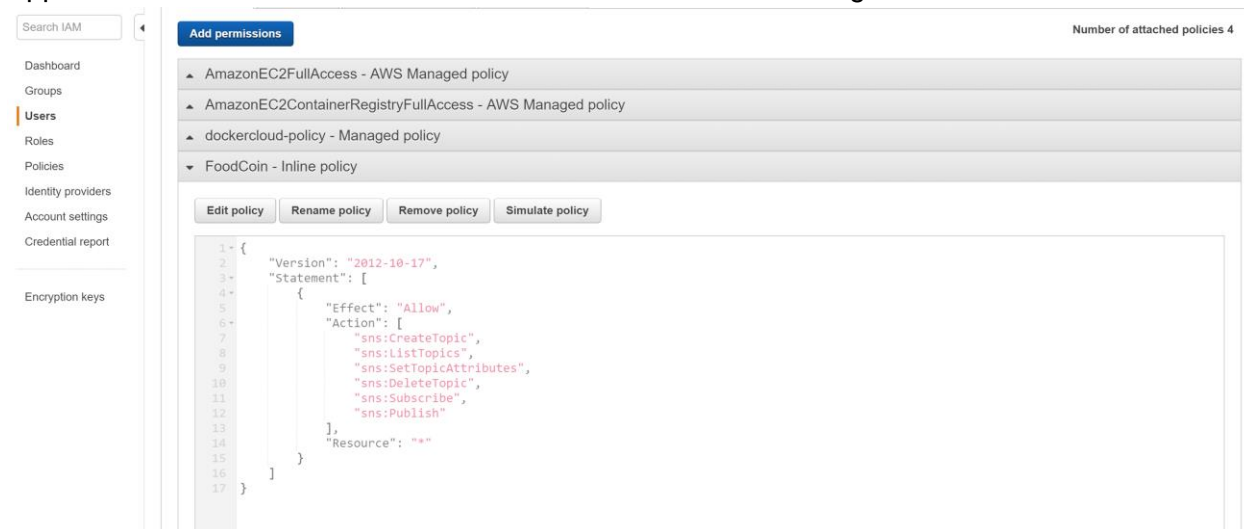 Search IAM
Dashboard
Groups
Users
Roles
Policies
Identity providers
Account settings
Credential report
Encryption keys
Add permissions
Number of attached policies 4
AmazonEC2FullAccess - AWS Managed policy
AmazonEC2ContainerRegistryFullAccess - AWS Managed policy
dockercloud-policy - Managed policy
FoodCoin - Inline policy
Edit policy Rename policy Remove policy Simulate policy
1 {
2 "Version": "2012-10-17",
3 "Statement": [
4 {
5 "Effect": "Allow",
6 "Action": [
7 "sns:CreateTopic",
8 "sns:ListTopics",
9 "sns:SetTopicAttributes",
10 "sns:DeleteTopic",
11 "sns:Subscribe",
12 "sns:Publish"
13 ],
14 "Resource": "*"
15 }
16 ]
17 }